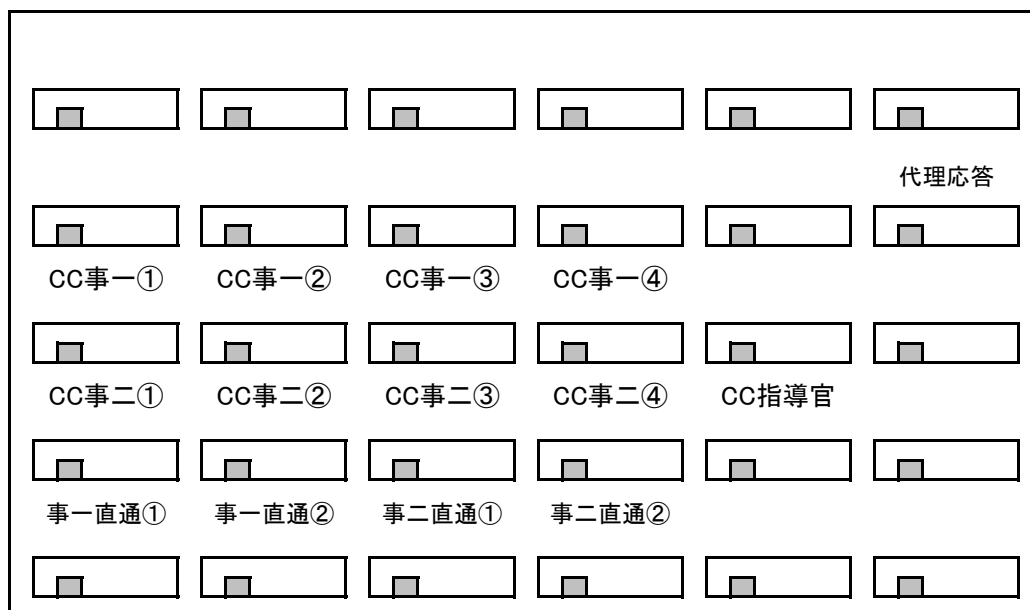 代理応答
CC事一① CC事一② CC事一③ CC事一④
CC事二① CC事二② CC事二③ CC事二④ CC指導官
事一直通① 事一直通② 事二直通① 事二直通②